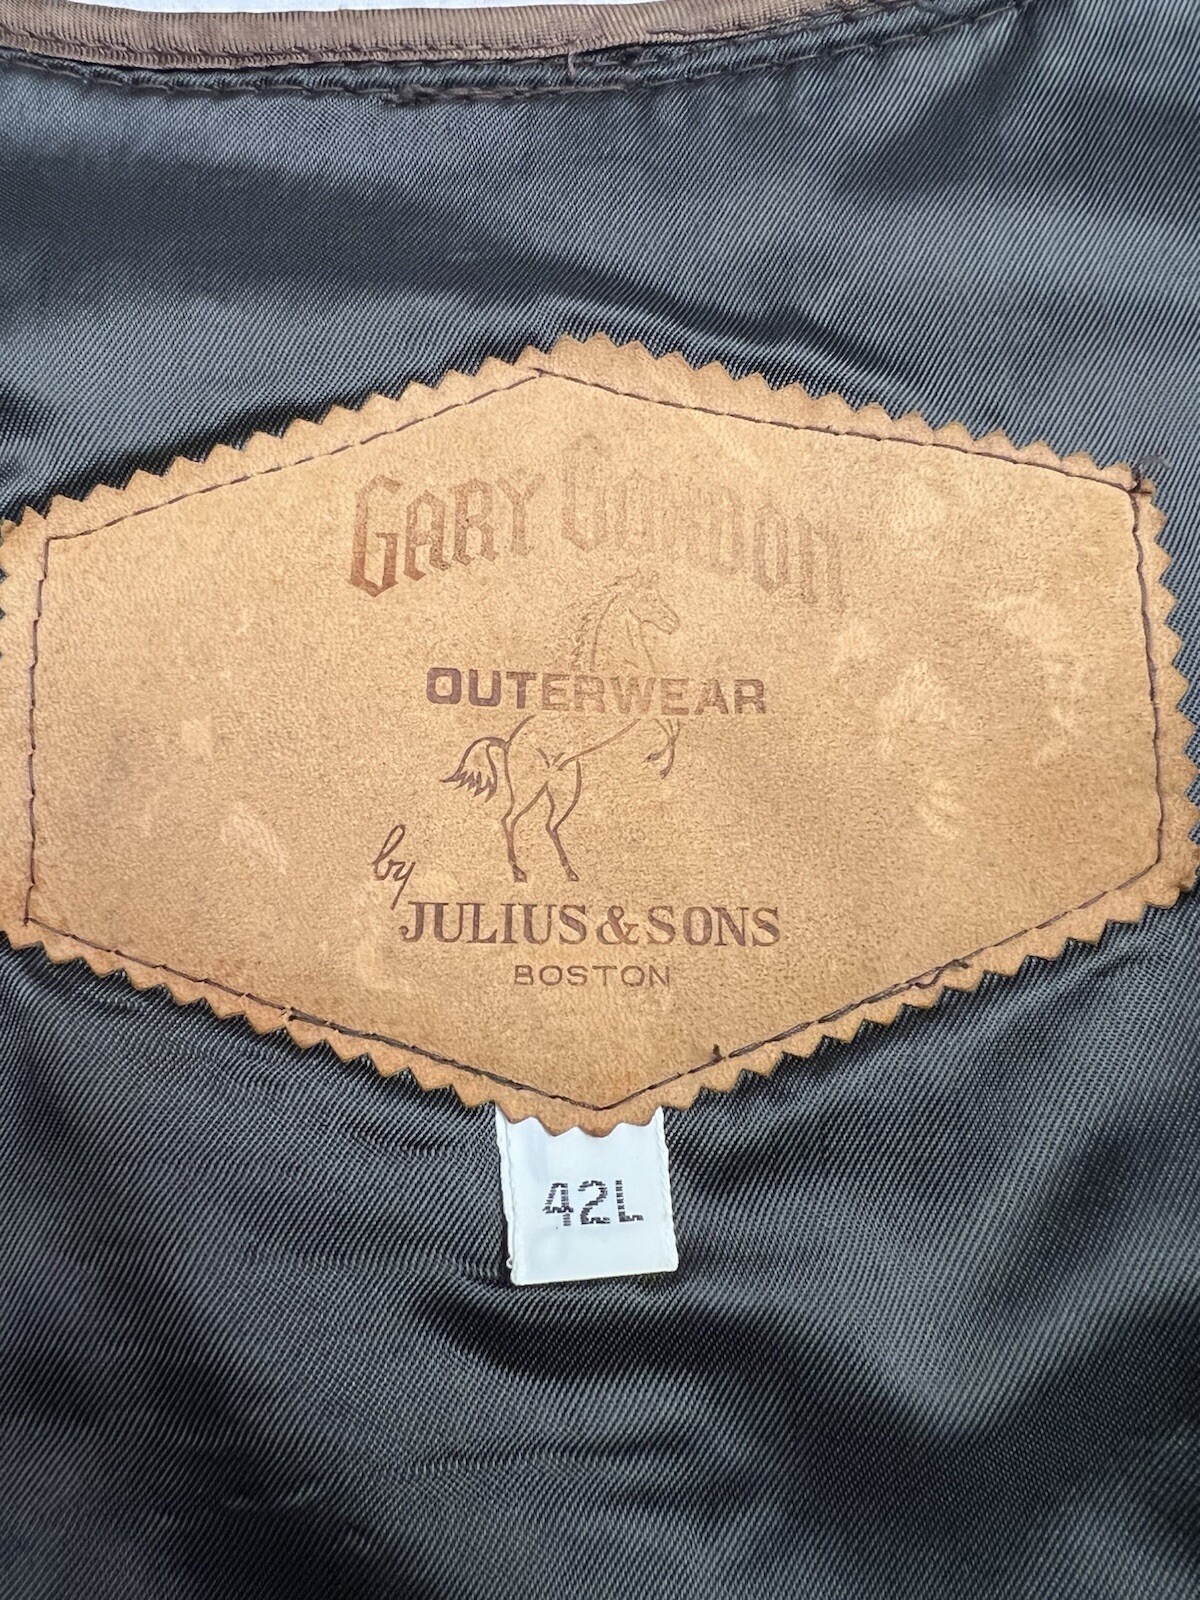 GARY GORDON
OUTERWEAR
by
JULIUS & SONS
BOSTON
42L